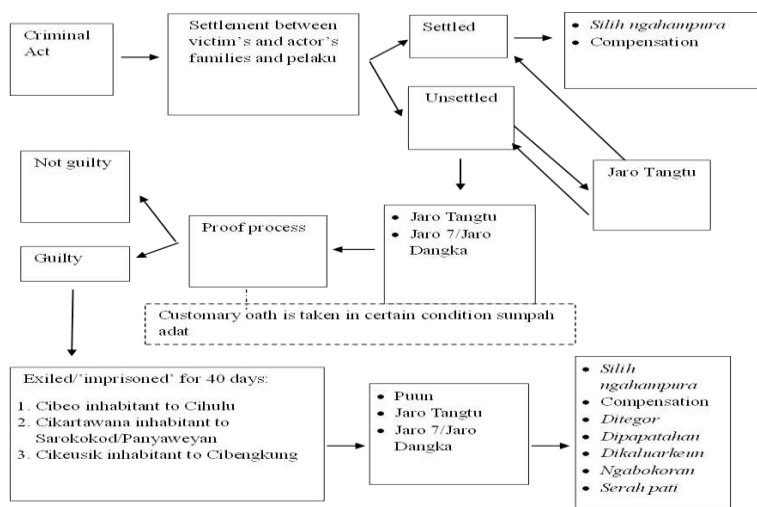 Criminal
Act
Settlement between
victim's and actor's
families and pelaku
Settled
• Silih ngahampura
• Compensation
Unsettled
Jaro Tangtu
Not guilty
Guilty
Proof process
• Jaro Tangtu
• Jaro 7/Jaro
Dangka
Customary oath is taken in certain condition sumpah
adat
Exiled/'imprisoned' for 40 days:
1. Cibeo inhabitant to Cihulu
2. Cikartawana inhabitant to
Sarokokod/Panyaweyan
3. Cikeusik inhabitant to Cibengkung
• Puun
• Jaro Tangtu
• Jaro 7/Jaro
Dangka
• Silih
ngahampura
• Compensation
• Ditegor
• Dipapatahan
• Dikaluarkeun
• Ngabokoran
• Serah pati